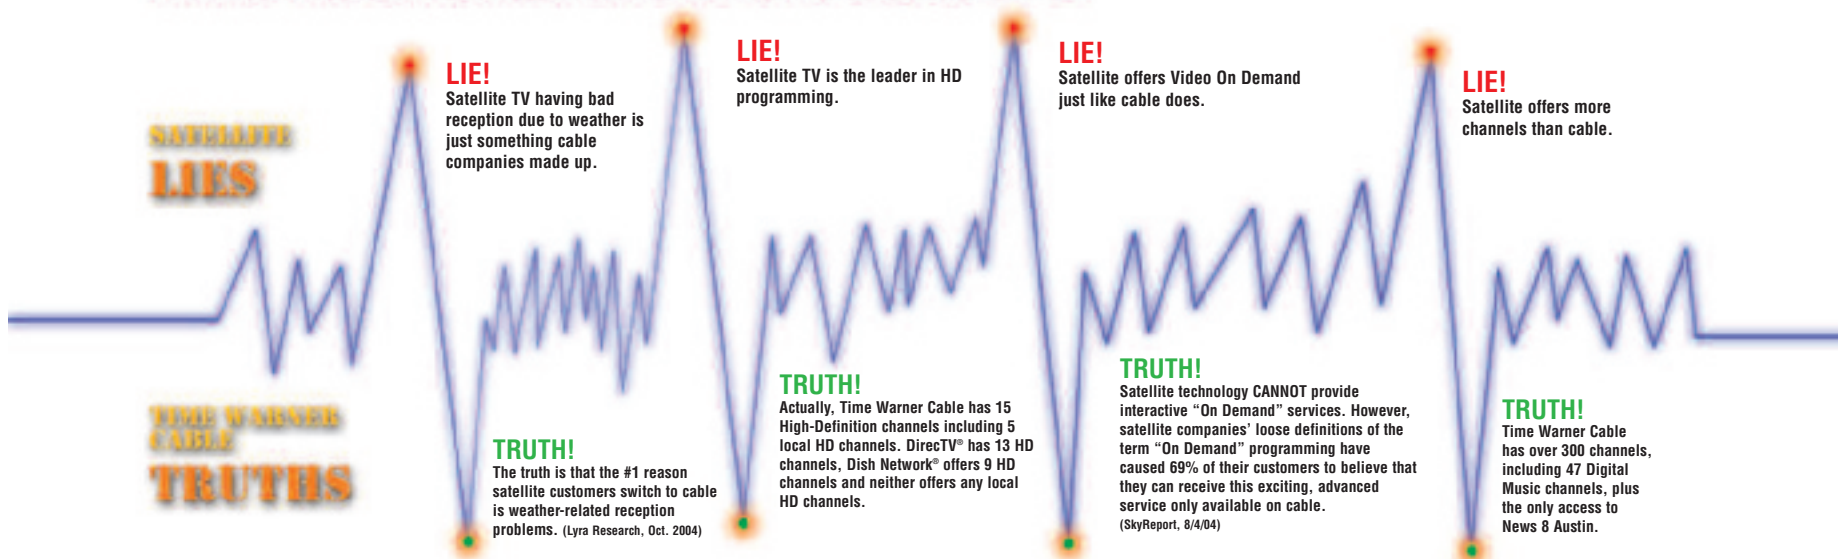 SATELLITE
LIES
LIE!
Satellite TV having bad
reception due to weather is
just something cable
companies made up.
LIE!
Satellite TV is the leader in HD
programming.
LIE!
Satellite offers Video On Demand
just like cable does.
LIE!
Satellite offers more
channels than cable.
TIME WARNER
CABLE
TRUTHS
TRUTH!
The truth is that the #1 reason
satellite customers switch to cable
is weather-related reception
problems. (Lyra Research, Oct. 2004)
TRUTH!
Actually, Time Warner Cable has 15
High-Definition channels including 5
local HD channels. DirecTV® has 13 HD
channels, Dish Network® offers 9 HD
channels and neither offers any local
HD channels.
TRUTH!
Satellite technology CANNOT provide
interactive “On Demand” services. However,
satellite companies’ loose definitions of the
term “On Demand” programming have
caused 69% of their customers to believe that
they can receive this exciting, advanced
service only available on cable.
(SkyReport, 8/4/04)
TRUTH!
Time Warner Cable
has over 300 channels,
including 47 Digital
Music channels, plus
the only access to
News 8 Austin.